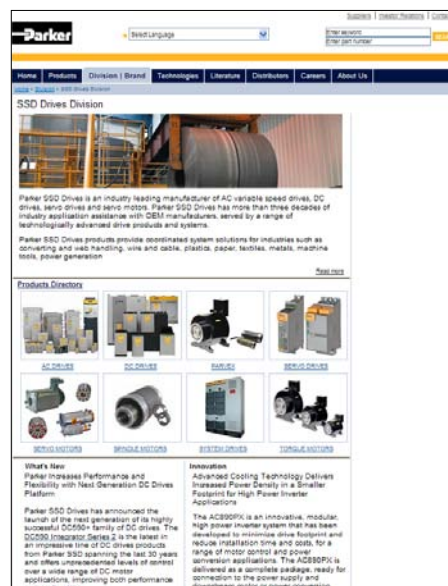 Suppliers | Investor Relations |
Parker
Select Language
Enter keyword
Enter part number
Home Products Division | Brand Technologies Literature Distributors Careers About Us
Home > Division > SSD Drives Division
SSD Drives Division
Parker SSD Drives is an industry leading manufacturer of AC variable speed drives, DC
drives, servo drives and servo motors. Parker SSD Drives has more than three decades of
industry application assistance with OEM manufacturers, served by a range of
technologically advanced drive products and systems.
Parker SSD Drives products provide coordinated system solutions for industries such as
converting and web handling, wire and cable, plastics, paper, textiles, metals, machine
tools, power generation
Read more
Products Directory
AC DRIVES DC DRIVES PARVEX SERVO DRIVES
SERVO MOTORS SPINDLE MOTORS SYSTEM DRIVES TORQUE MOTORS
What's New
Parker Increases Performance and
Flexibility with Next Generation DC Drives
Platform
Parker SSD Drives has announced the
launch of the next generation of its highly
successful DC590+ family of DC drives. The
DC590 Integrator Series 2 is the latest in
an impressive line of DC drives products
from Parker SSD spanning the last 30 years
and offers unprecedented levels of control
over a wide range of DC motor
applications, improving both performance
Innovation
Advanced Cooling Technology Delivers
Increased Power Density in a Smaller
Footprint for High Power Inverter
Applications
The AC890PX is an innovative, modular,
high power inverter system that has been
developed to minimize drive footprint and
reduce installation time and costs, for a
range of motor control and power
conversion applications. The AC890PX is
delivered as a complete package, ready for
connection to the power supply and